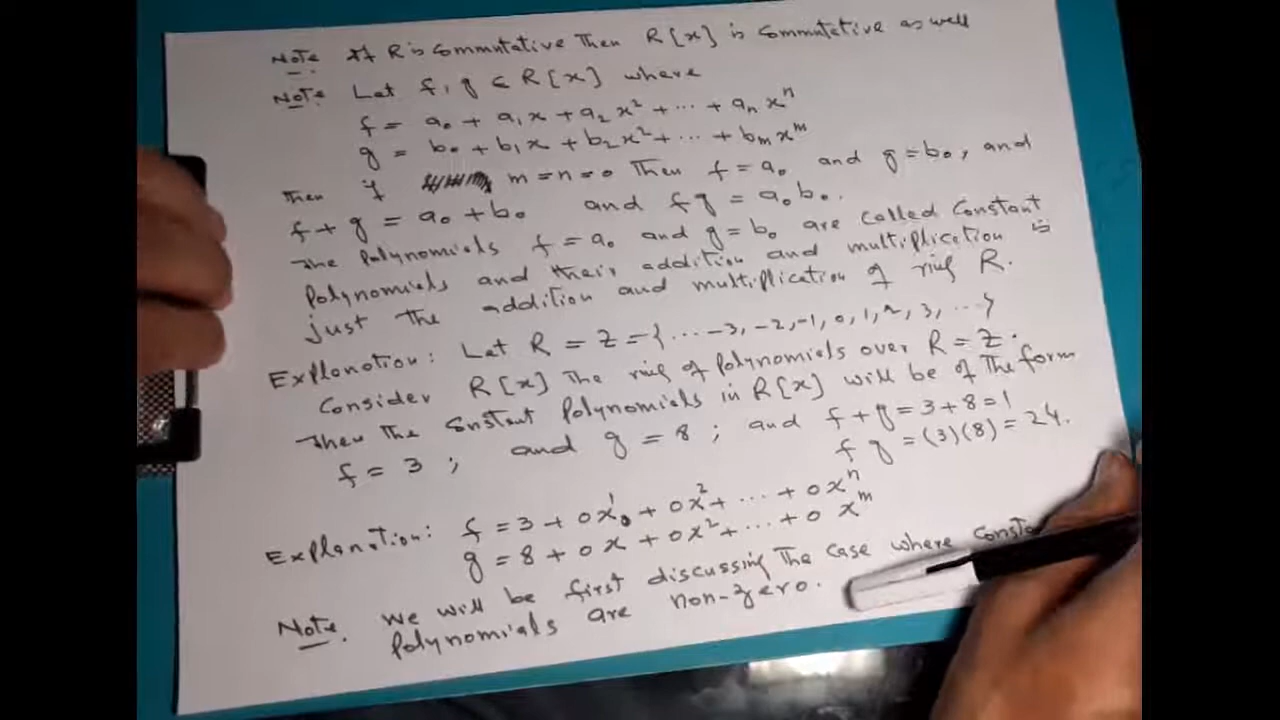 Note: If R is commutative Then R[x] is commutative as well
Note: Let f, g ∈ R[x] where
f = a₀ + a₁x + a₂x² + ... + aₙxⁿ
g = b₀ + b₁x + b₂x² + ... + bₘxᵐ
Then if m = n = 0 Then f = a₀ and g = b₀, and
f + g = a₀ + b₀ and fg = a₀b₀.
The polynomials f = a₀ and g = b₀ are called Constant
polynomials and their addition and multiplication is
just the addition and multiplication of ring R.
Explanation: Let R = Z = {... -3, -2, -1, 0, 1, 2, 3, ...}
Consider R[x] The ring of polynomials over R = Z.
Then the constant polynomials in R[x] will be of the form
f = 3 ; and g = 8 ; and f + g = 3 + 8 = 1
fg = (3)(8) = 24.
Explanation: f = 3 + 0x¹ + 0x² + ... + 0xⁿ
g = 8 + 0x + 0x² + ... + 0xᵐ
Note: We will be first discussing The case where
polynomials are non-zero.